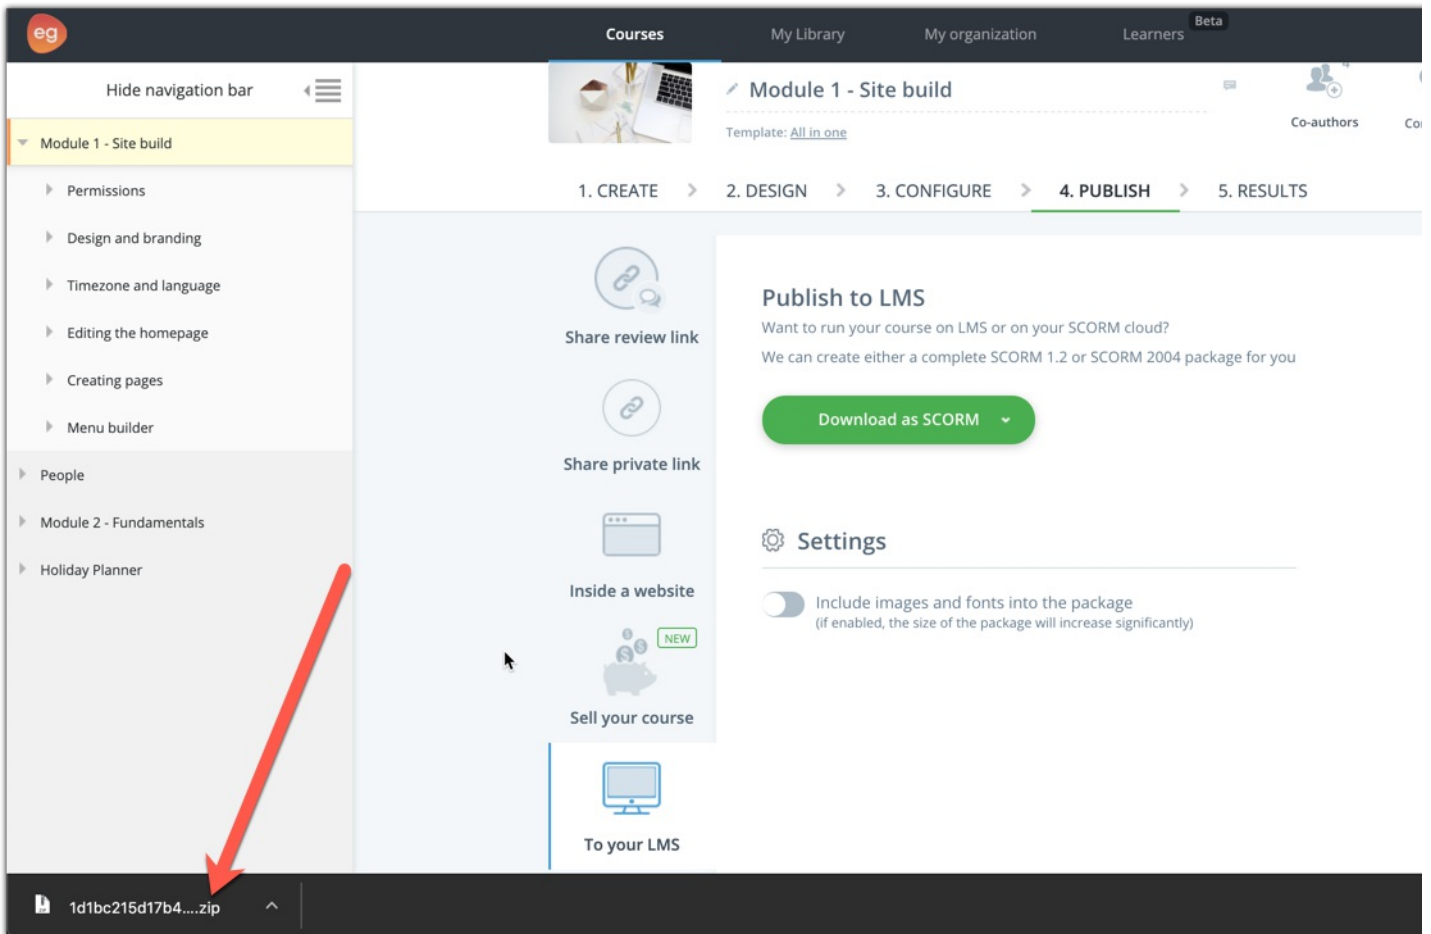 eg
Courses
My Library
My organization
Learners
Beta
Hide navigation bar
Module 1 - Site build
Permissions
Design and branding
Timezone and language
Editing the homepage
Creating pages
Menu builder
People
Module 2 - Fundamentals
Holiday Planner
Module 1 - Site build
Template: All in one
Co-authors
1. CREATE > 2. DESIGN > 3. CONFIGURE > 4. PUBLISH > 5. RESULTS
Share review link
Share private link
Inside a website
NEW
Sell your course
To your LMS
Publish to LMS
Want to run your course on LMS or on your SCORM cloud?
We can create either a complete SCORM 1.2 or SCORM 2004 package for you
Download as SCORM
Settings
Include images and fonts into the package
(if enabled, the size of the package will increase significantly)
1d1bc215d17b4....zip